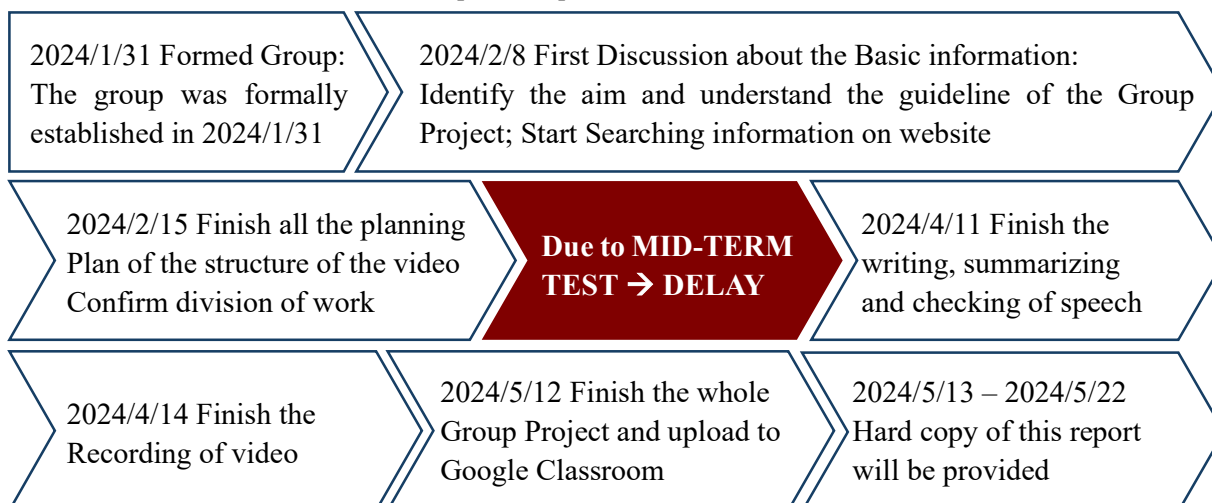 2024/1/31 Formed Group:
The group was formally
established in 2024/1/31
2024/2/8 First Discussion about the Basic information:
Identify the aim and understand the guideline of the Group
Project; Start Searching information on website
2024/2/15 Finish all the planning
Plan of the structure of the video
Confirm division of work
Due to MID-TERM
TEST → DELAY
2024/4/11 Finish the
writing, summarizing
and checking of speech
2024/4/14 Finish the
Recording of video
2024/5/12 Finish the whole
Group Project and upload to
Google Classroom
2024/5/13 – 2024/5/22
Hard copy of this report
will be provided